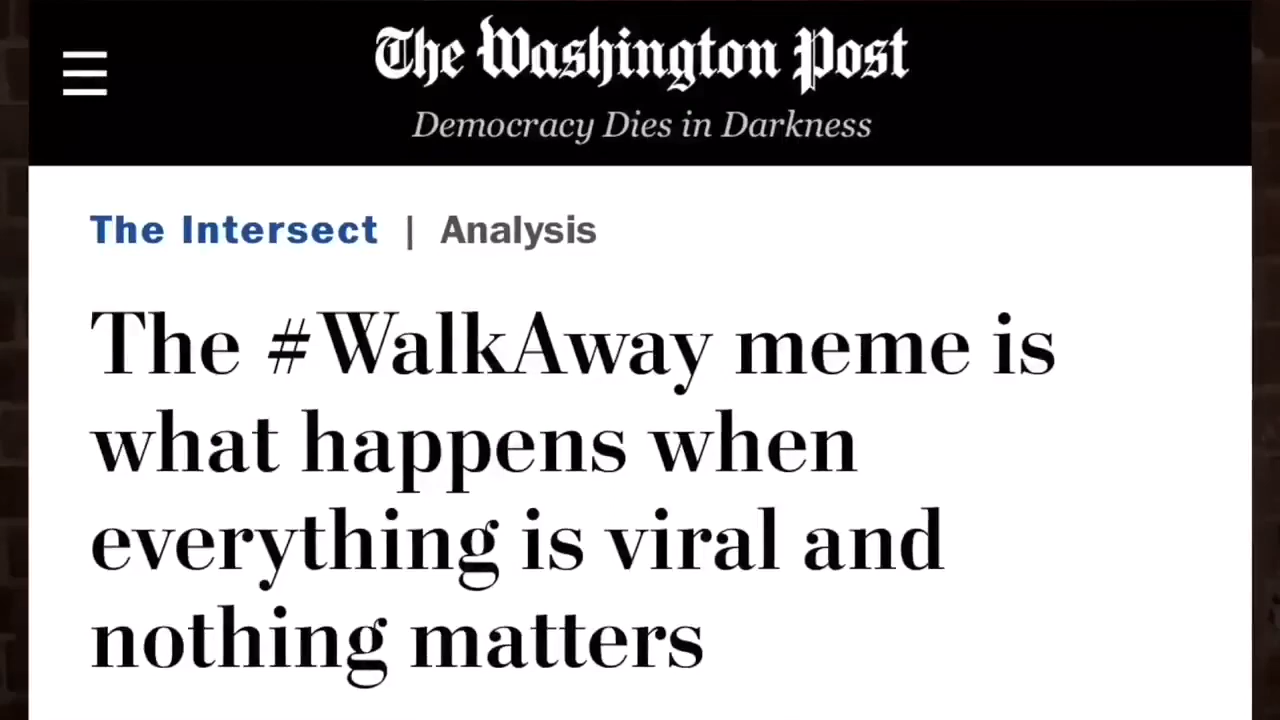 The Washington Post
Democracy Dies in Darkness
The Intersect | Analysis
The #WalkAway meme is
what happens when
everything is viral and
nothing matters